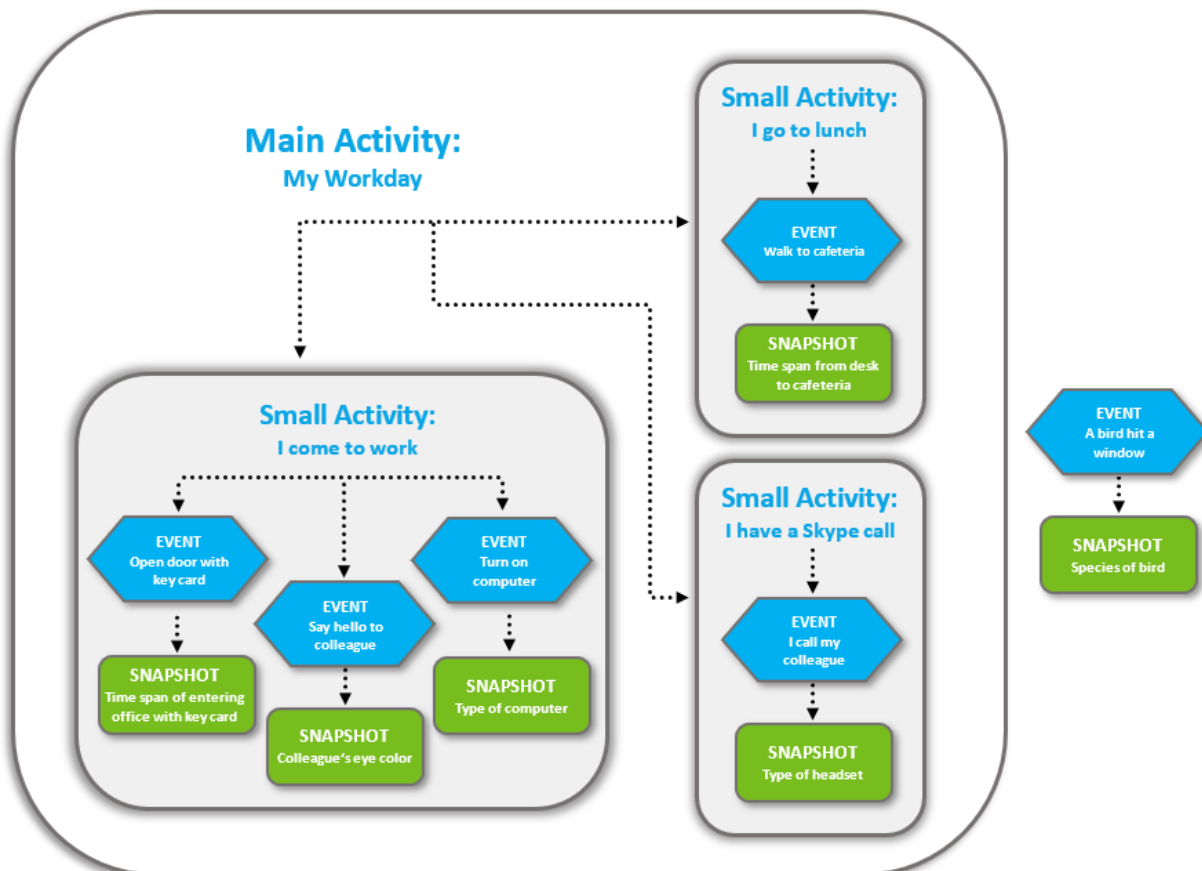 Main Activity:
My Workday
Small Activity:
I go to lunch
EVENT
Walk to cafeteria
SNAPSHOT
Time span from desk
to cafeteria
Small Activity:
I come to work
EVENT
Open door with
key card
SNAPSHOT
Time span of entering
office with key card
EVENT
Say hello to
colleague
SNAPSHOT
Colleague's eye color
EVENT
Turn on
computer
SNAPSHOT
Type of computer
Small Activity:
I have a Skype call
EVENT
I call my
colleague
SNAPSHOT
Type of headset
EVENT
A bird hit a
window
SNAPSHOT
Species of bird